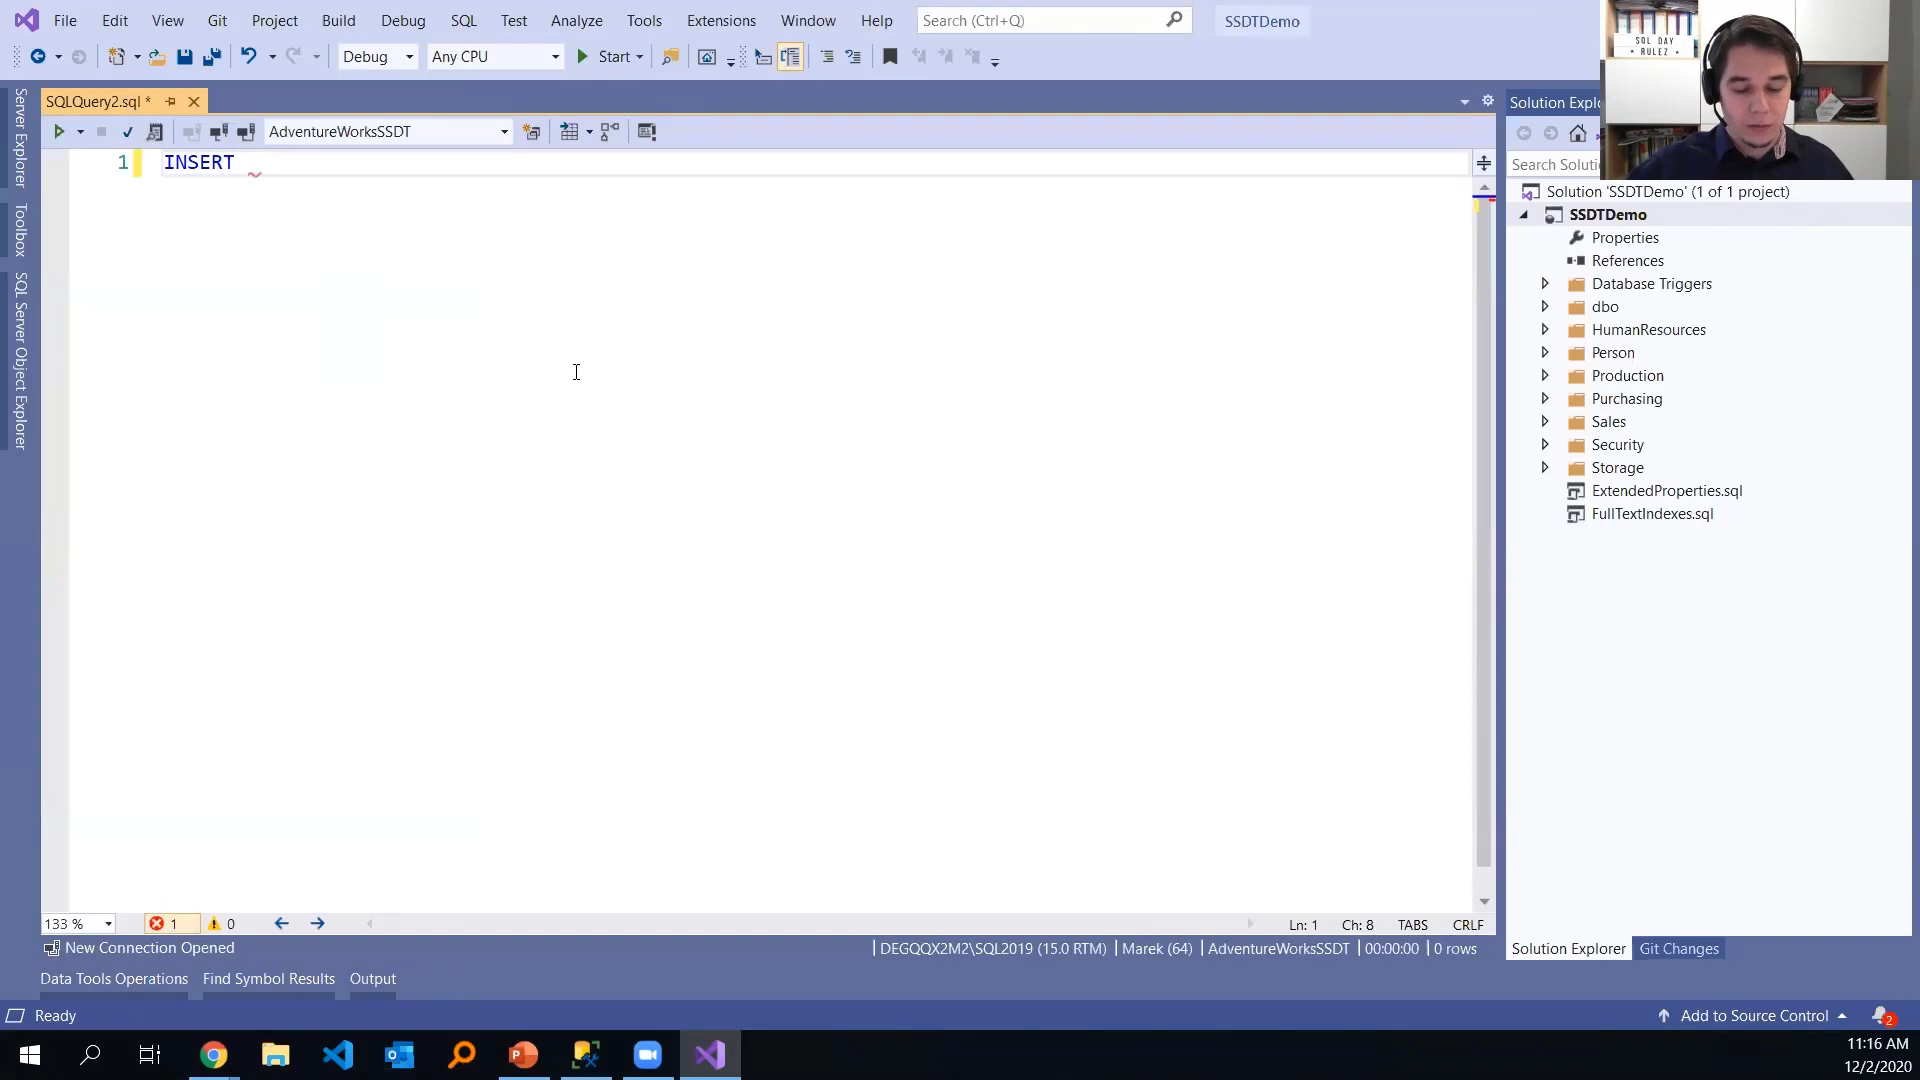 File Edit View Git Project Build Debug SQL Test Analyze Tools Extensions Window Help Search (Ctrl+Q) SSDTDemo
Debug Any CPU Start
SQLQuery2.sql *
AdventureWorksSSDT
1 INSERT
Server Explorer
Toolbox
SQL Server Object Explorer
SQL DAY
* RULEZ *
Solution Explo
Search Soluti
Solution 'SSDTDemo' (1 of 1 project)
SSDTDemo
Properties
References
Database Triggers
dbo
HumanResources
Person
Production
Purchasing
Sales
Security
Storage
ExtendedProperties.sql
FullTextIndexes.sql
133 % 1 0 Ln: 1 Ch: 8 TABS CRLF
New Connection Opened DEGQQX2M2\SQL2019 (15.0 RTM) Marek (64) AdventureWorksSSDT 00:00:00 0 rows
Solution Explorer Git Changes
Data Tools Operations Find Symbol Results Output
Ready Add to Source Control 2
11:16 AM
12/2/2020